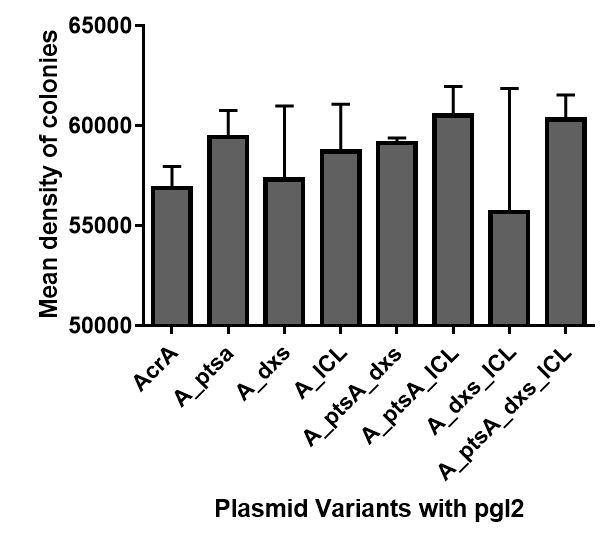 Mean density of colonies
65000
60000
55000
50000
AcrA
A_ptsa
A_dxs
A_ICL
A_ptsA_dxs
A_ptsA_ICL
A_dxs_ICL
A_ptsA_dxs_ICL
Plasmid Variants with pgl2